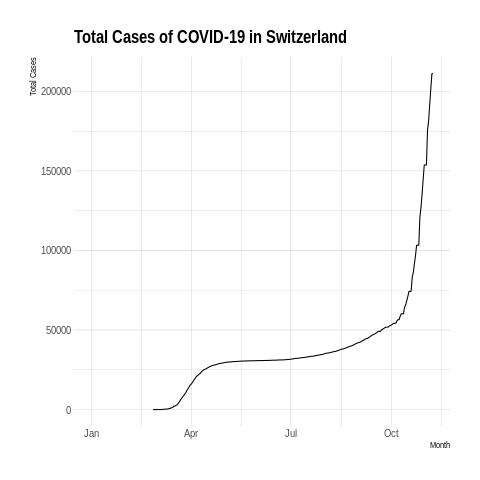 Total Cases of COVID-19 in Switzerland
Total Cases
200000
150000
100000
50000
0
Jan Apr Jul Oct
Month